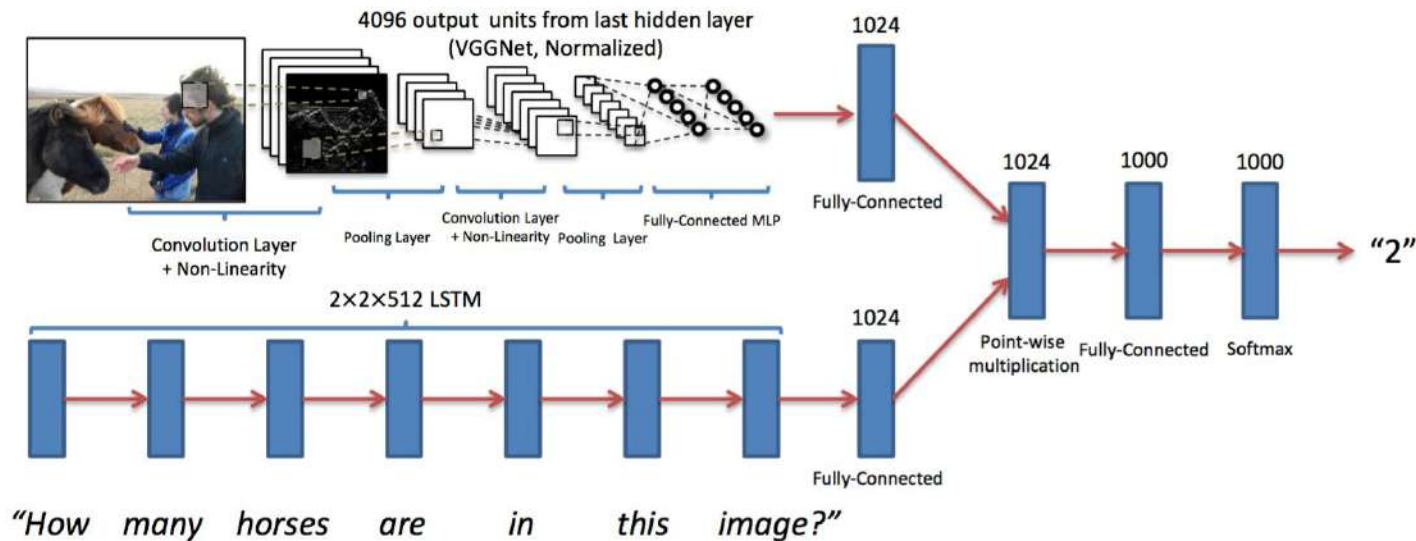 4096 output units from last hidden layer
(VGGNet, Normalized)
1024
Convolution Layer
+ Non-Linearity
Pooling Layer
Convolution Layer
+ Non-Linearity
Pooling Layer
Fully-Connected MLP
Fully-Connected
1024
1000
1000
Point-wise
multiplication
Fully-Connected
Softmax
“2”
2×2×512 LSTM
1024
Fully-Connected
“How many horses are in this image?”